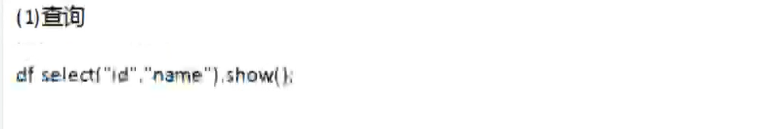 (1)查询
df select("id","name").show();